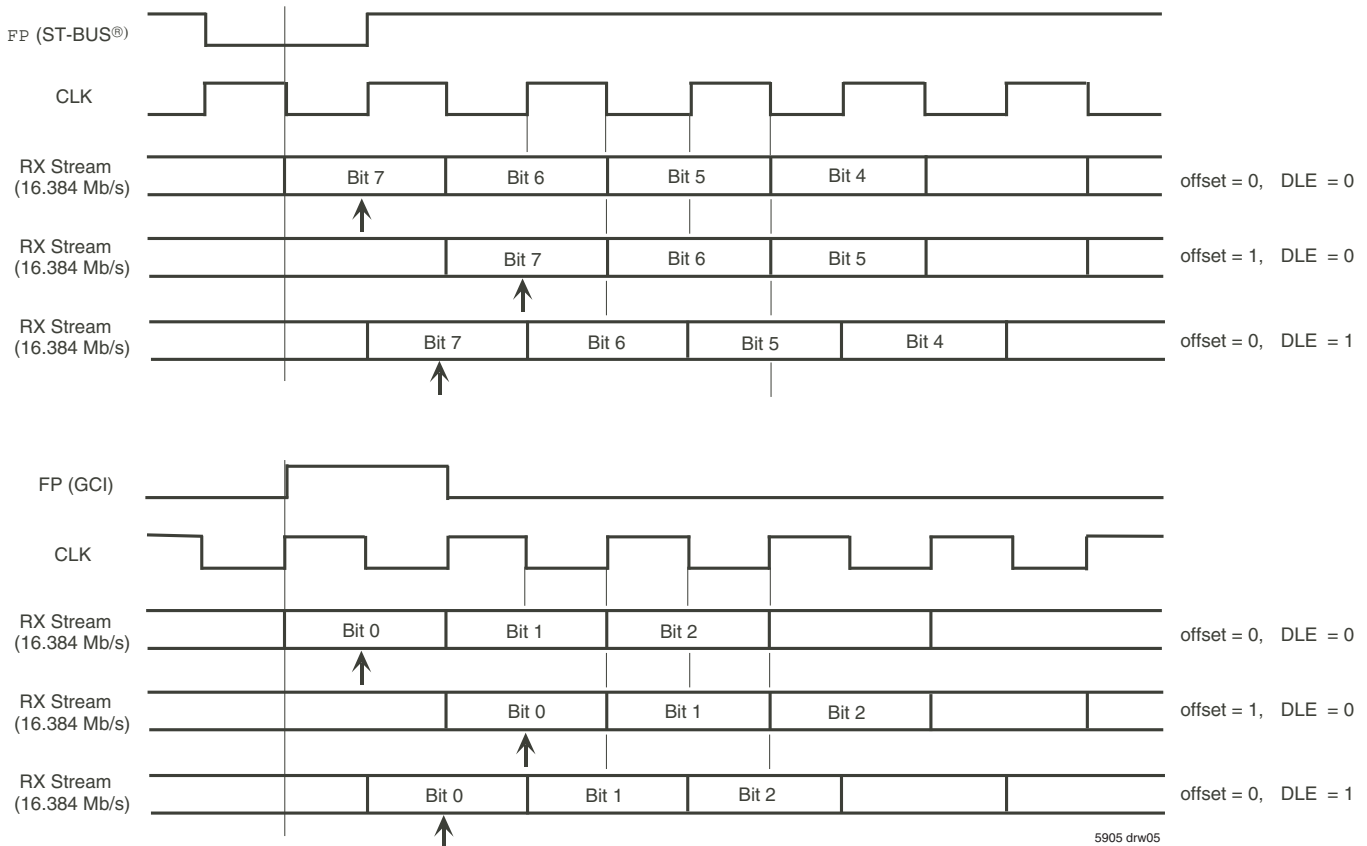 FP (ST-BUS®)
CLK
RX Stream
(16.384 Mb/s)
Bit 7
Bit 6
Bit 5
Bit 4
offset = 0, DLE = 0
RX Stream
(16.384 Mb/s)
Bit 7
Bit 6
Bit 5
offset = 1, DLE = 0
RX Stream
(16.384 Mb/s)
Bit 7
Bit 6
Bit 5
Bit 4
offset = 0, DLE = 1
FP (GCI)
CLK
RX Stream
(16.384 Mb/s)
Bit 0
Bit 1
Bit 2
offset = 0, DLE = 0
RX Stream
(16.384 Mb/s)
Bit 0
Bit 1
Bit 2
offset = 1, DLE = 0
RX Stream
(16.384 Mb/s)
Bit 0
Bit 1
Bit 2
offset = 0, DLE = 1
5905 drw05